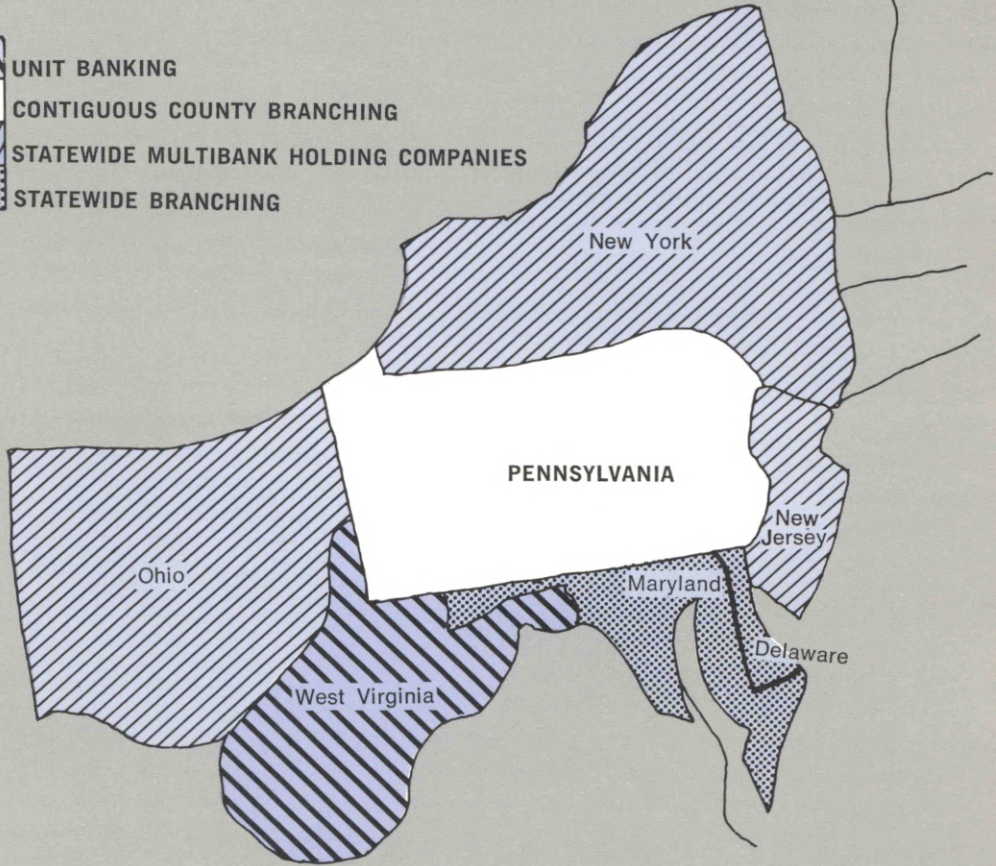 UNIT BANKING
CONTIGUOUS COUNTY BRANCHING
STATEWIDE MULTIBANK HOLDING COMPANIES
STATEWIDE BRANCHING
New York
PENNSYLVANIA
New
Jersey
Ohio
Maryland
Delaware
West Virginia